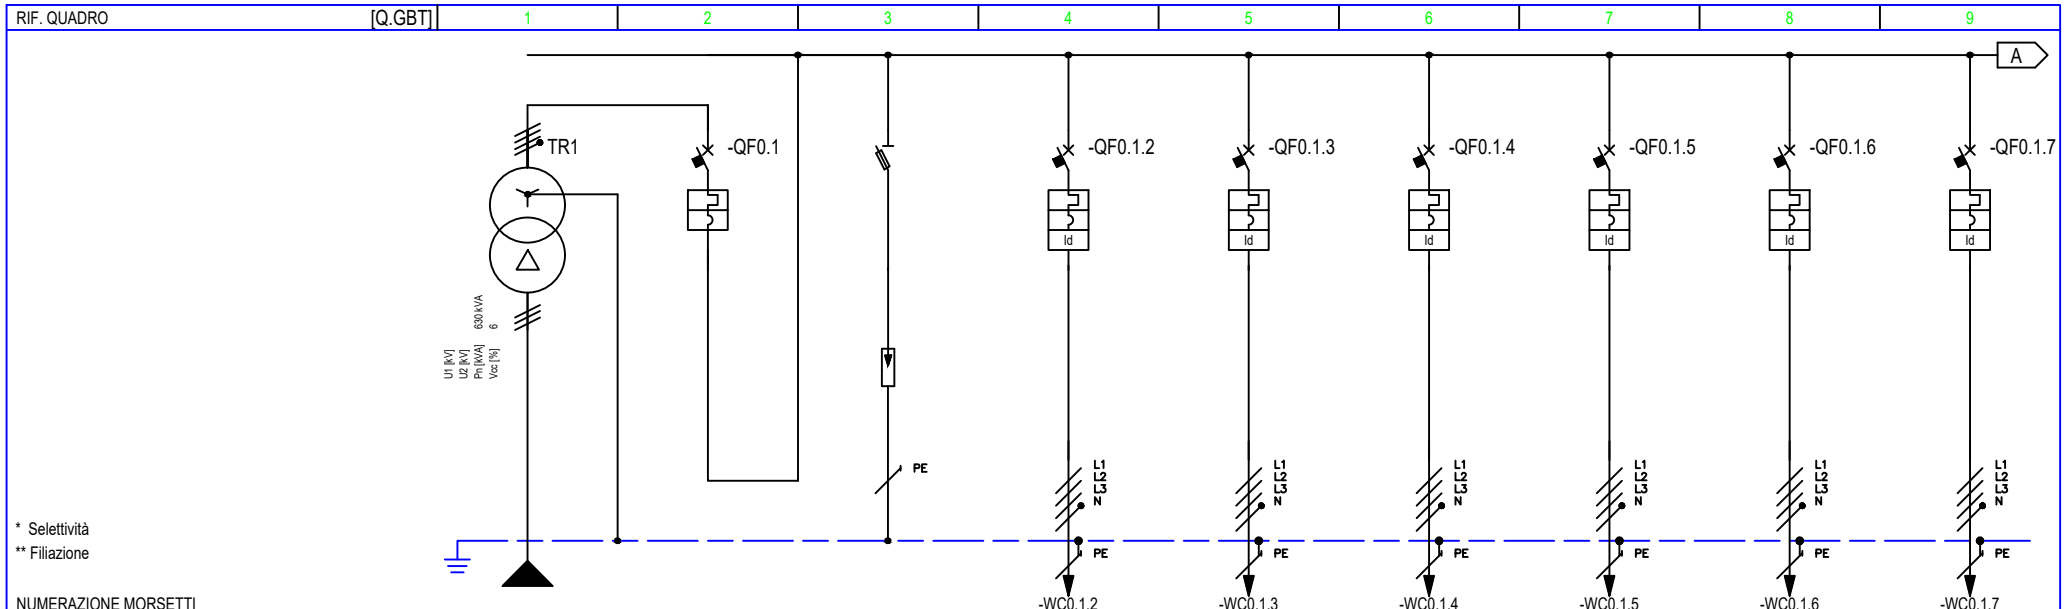 RIF. QUADRO [Q.GBT] 1 2 3 4 5 6 7 8 9
A
TR1 -QF0.1 -QF0.1.2 -QF0.1.3 -QF0.1.4 -QF0.1.5 -QF0.1.6 -QF0.1.7
Id Id Id Id Id Id
U1 [kV]
U2 [kV]
Pn [kVA] 630 kVA
Vcc [%] 6
PE
L1 L1 L1 L1 L1 L1
L2 L2 L2 L2 L2 L2
L3 L3 L3 L3 L3 L3
N N N N N N
* Selettività
** Filiazione
PE PE PE PE PE PE
NUMERAZIONE MORSETTI -WC0.1.2 -WC0.1.3 -WC0.1.4 -WC0.1.5 -WC0.1.6 -WC0.1.7